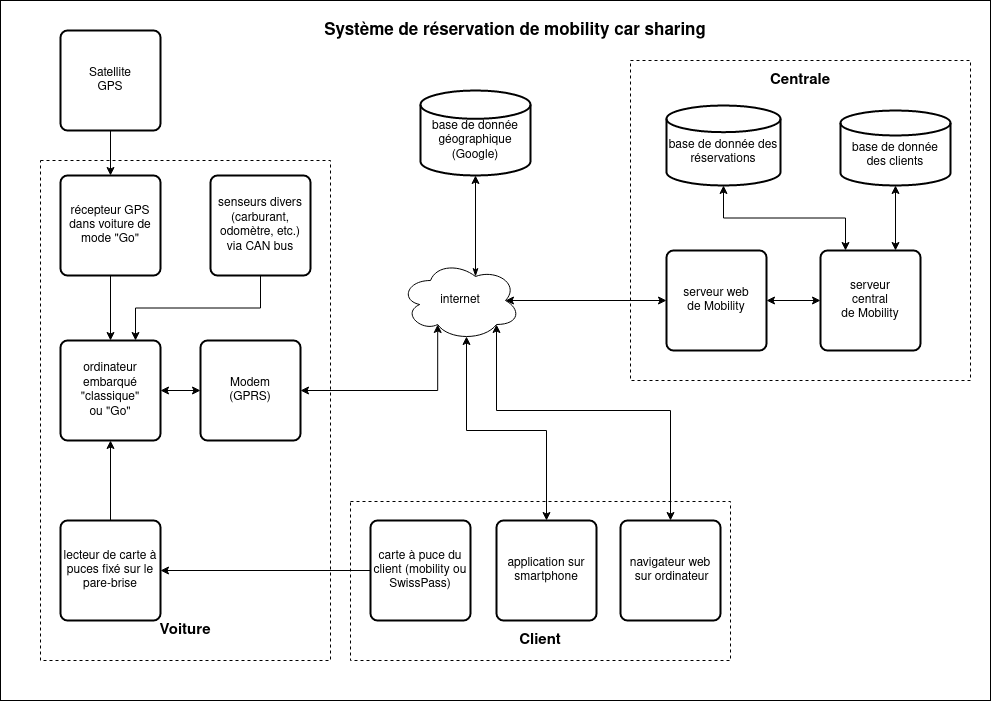 Système de réservation de mobility car sharing
Satellite
GPS
Centrale
base de donnée
géographique
(Google)
base de donnée des
réservations
base de donnée
des clients
récepteur GPS
dans voiture de
mode "Go"
senseurs divers
(carburant,
odomètre, etc.)
via CAN bus
internet
serveur web
de Mobility
serveur
central
de Mobility
ordinateur
embarqué
"classique"
ou "Go"
Modem
(GPRS)
lecteur de carte à
puces fixé sur le
pare-brise
carte à puce du
client (mobility ou
SwissPass)
application sur
smartphone
navigateur web
sur ordinateur
Voiture
Client